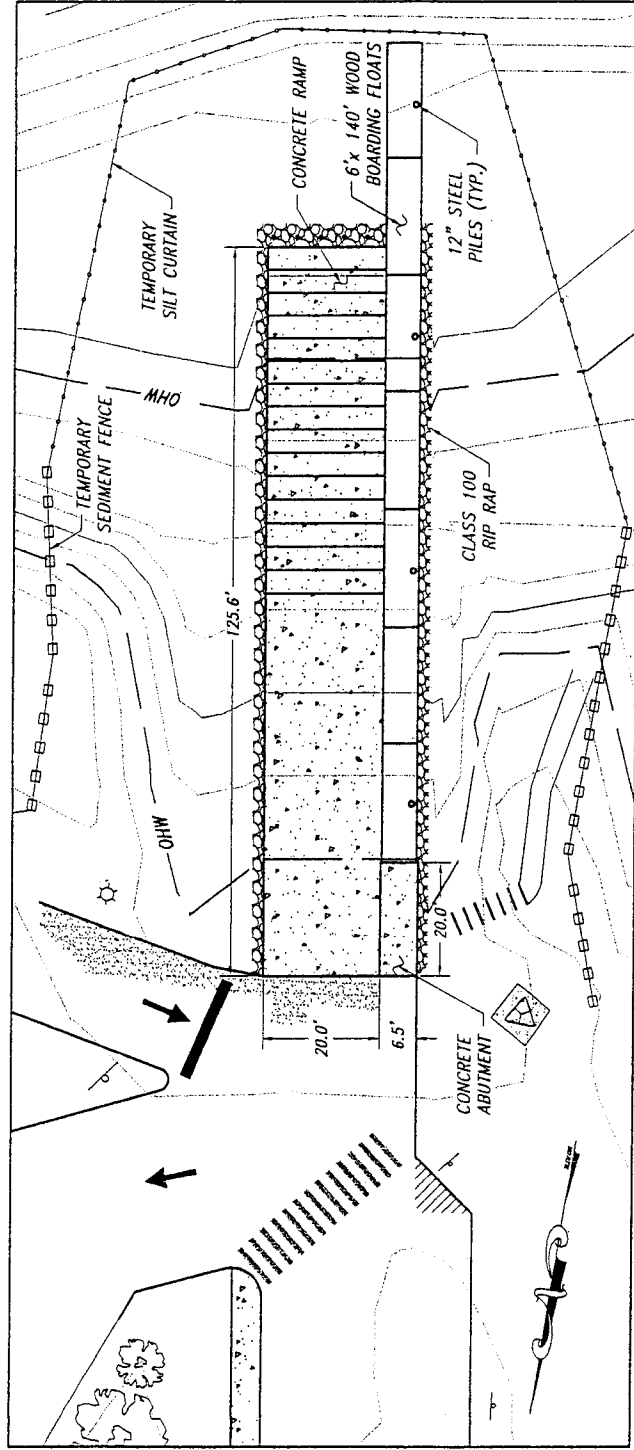 TEMPORARY
SILT CURTAIN
CONCRETE RAMP
6'x 140' WOOD
BOARDING FLOATS
12" STEEL
PILES (TYP.)
TEMPORARY
SEDIMENT FENCE
OHW
125.6'
CLASS 100
RIP RAP
OHW
20.0'
20.0'
6.5'
CONCRETE
ABUTMENT